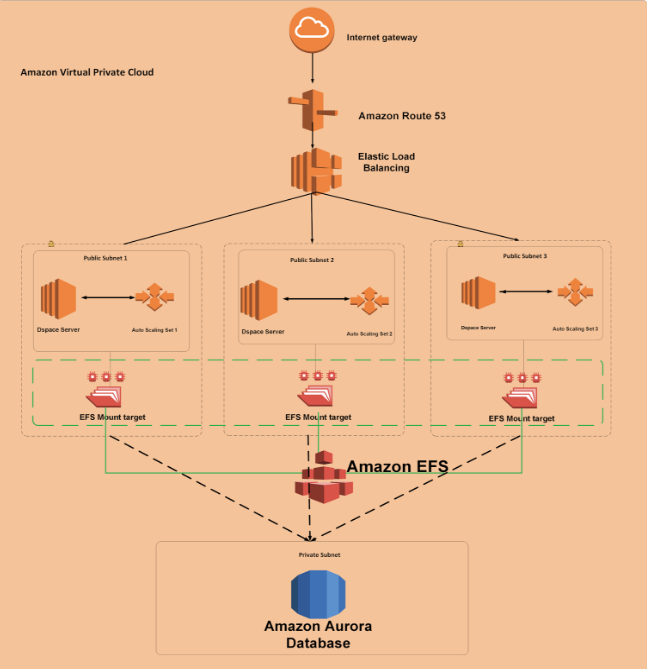 Internet gateway
Amazon Virtual Private Cloud
Amazon Route 53
Elastic Load
Balancing
Public Subnet 1
Public Subnet 2
Public Subnet 3
Dspace Server
Auto Scaling Set 1
Dspace Server
Auto Scaling Set 2
Dspace Server
Auto Scaling Set 3
EFS Mount target
EFS Mount target
EFS Mount target
Amazon EFS
Private Subnet
Amazon Aurora
Database